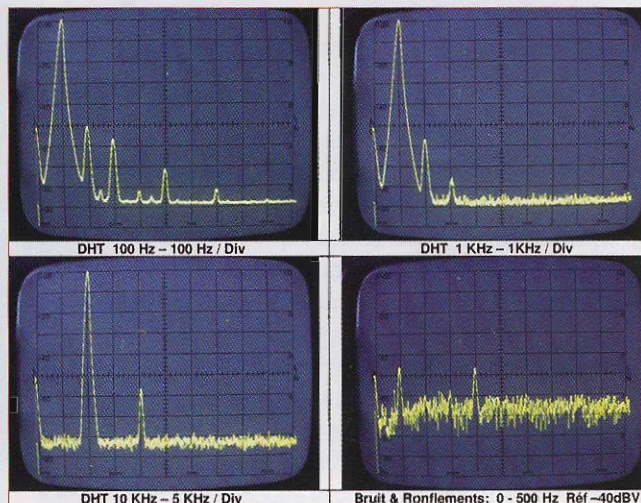 DHT 100 Hz – 100 Hz / Div
DHT 1 KHz – 1KHz / Div
DHT 10 KHz – 5 KHz / Div
Bruit & Ronflements: 0 - 500 Hz Réf –40dBV